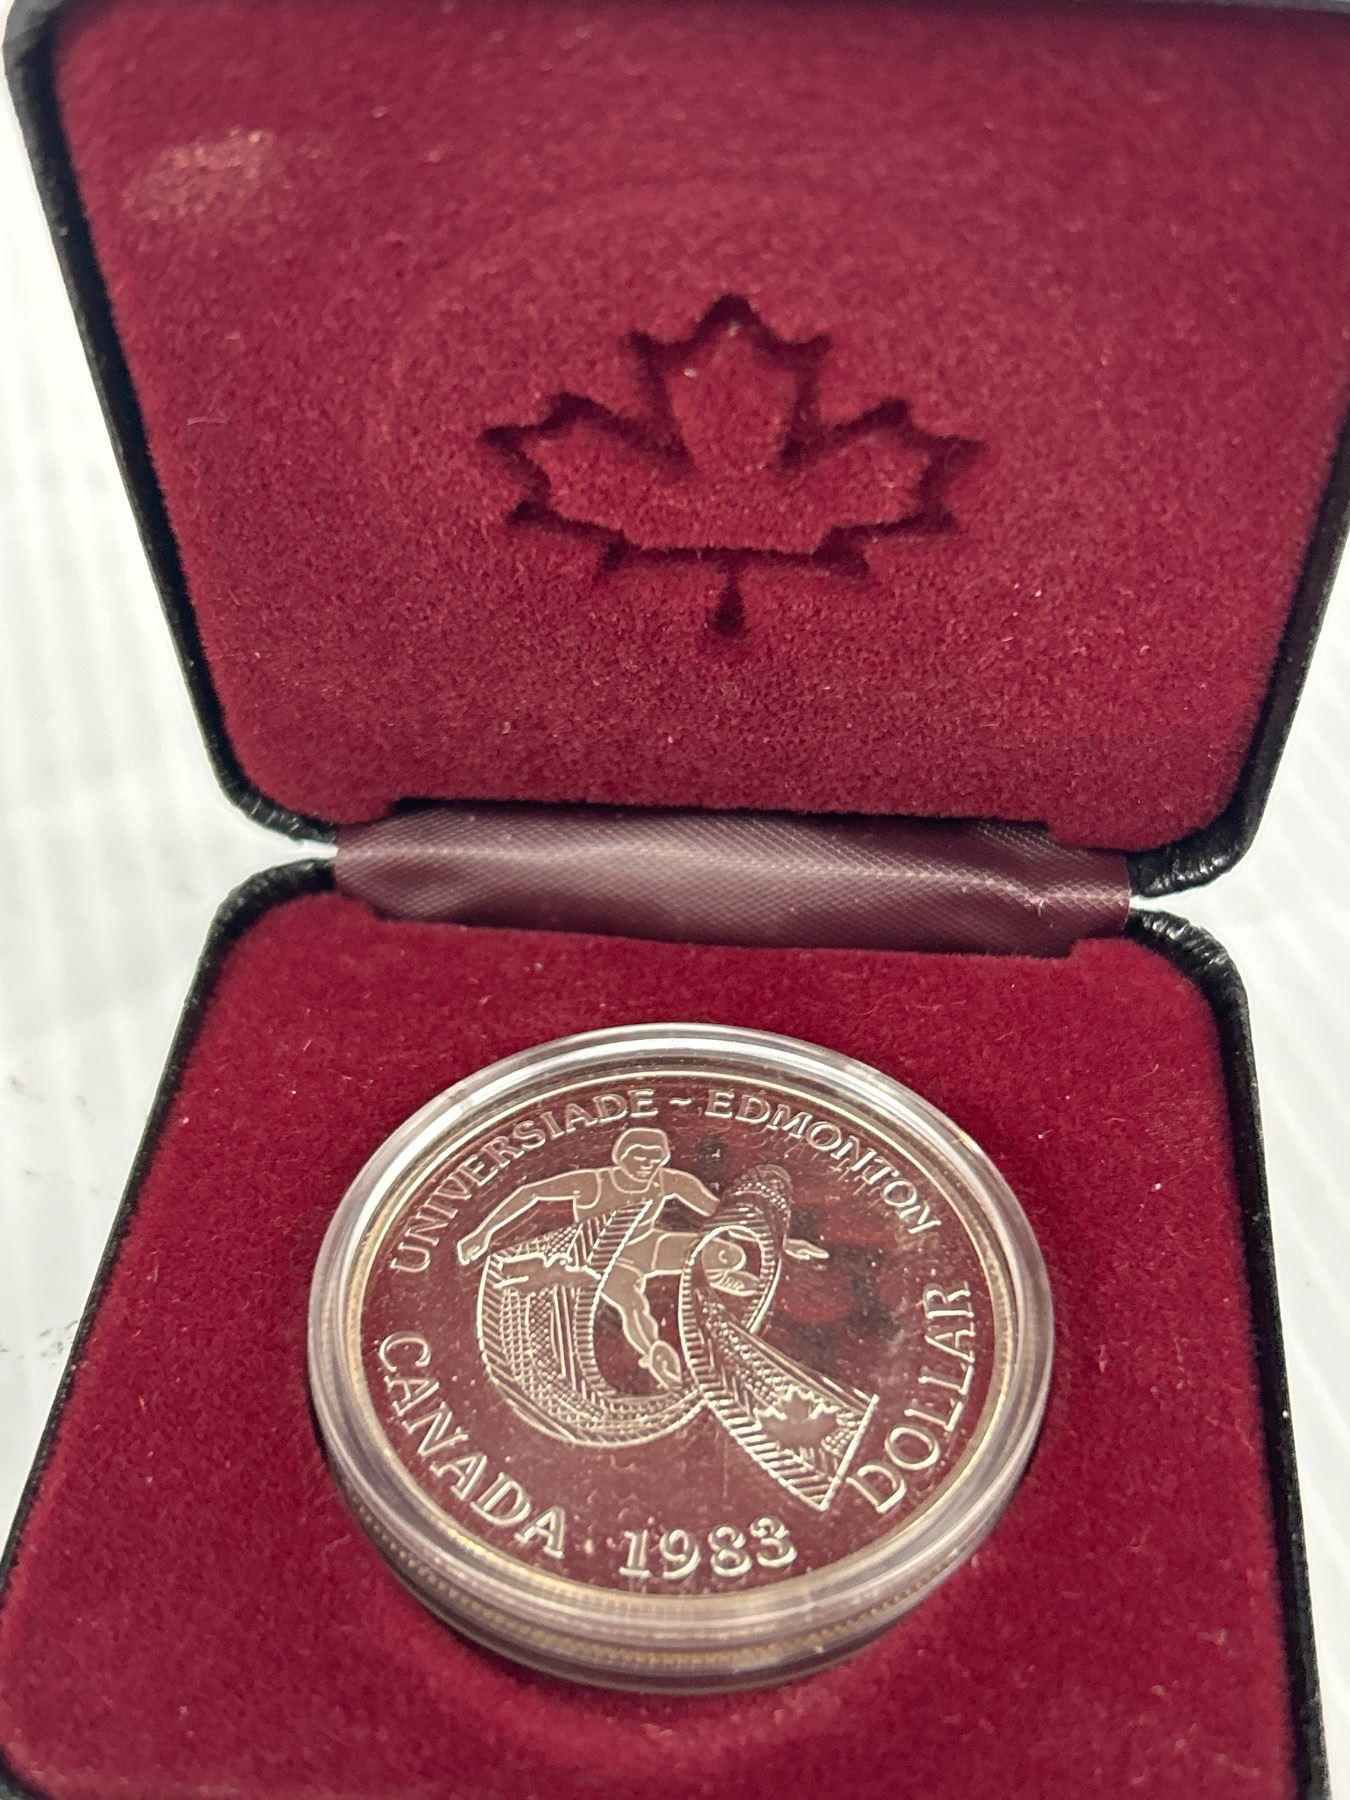 UNIVERSIADE ~ EDMONTON
CANADA · 1983
DOLLAR